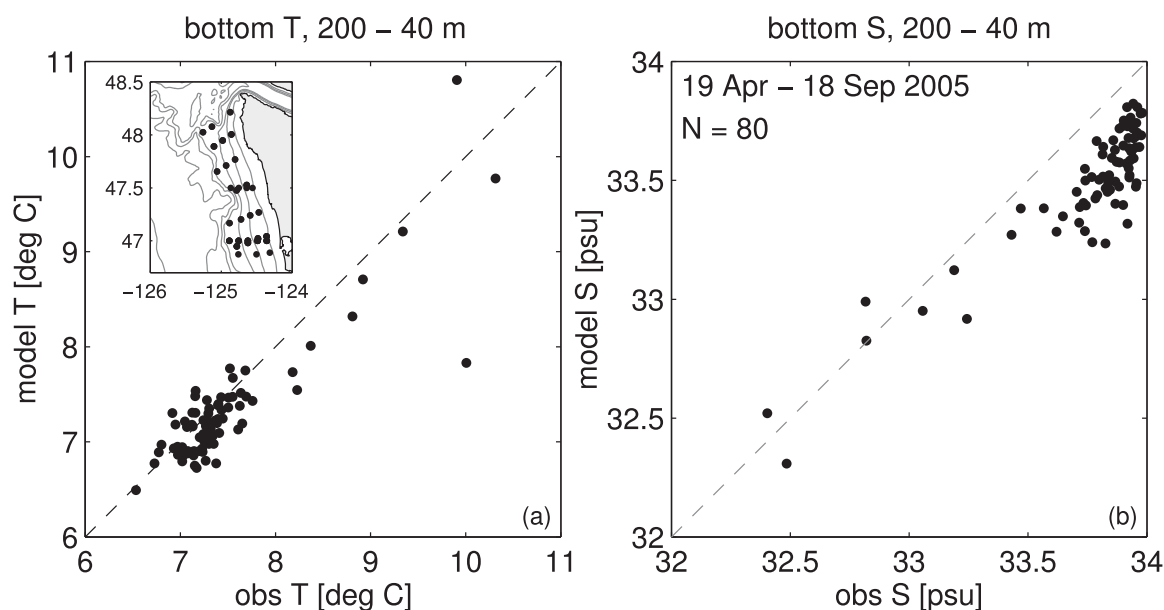 bottom T, 200 – 40 m
11
10
9
8
7
6
model T [deg C]
48.5
48
47.5
47
−126
−125
−124
(a)
6
7
8
9
10
11
obs T [deg C]
bottom S, 200 – 40 m
19 Apr – 18 Sep 2005
N = 80
34
33.5
33
32.5
32
model S [psu]
(b)
32
32.5
33
33.5
34
obs S [psu]